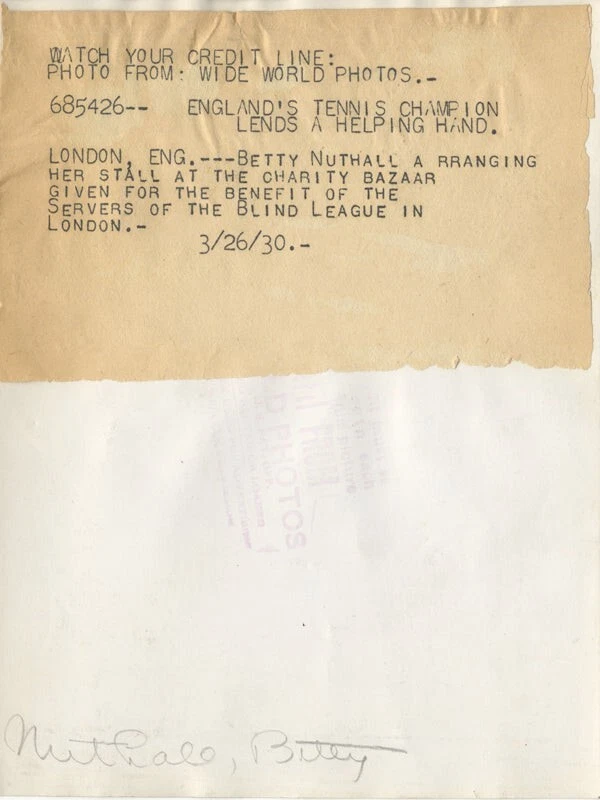 WATCH YOUR CREDIT LINE:
PHOTO FROM: WIDE WORLD PHOTOS.-
685426-- ENGLAND'S TENNIS CHAMPION
LENDS A HELPING HAND.
LONDON, ENG.---BETTY NUTHALL A RRANGING
HER STALL AT THE CHARITY BAZAAR
GIVEN FOR THE BENEFIT OF THE
SERVERS OF THE BLIND LEAGUE IN
LONDON.-
3/26/30.-
PHOTOS
Nuthall, Betty